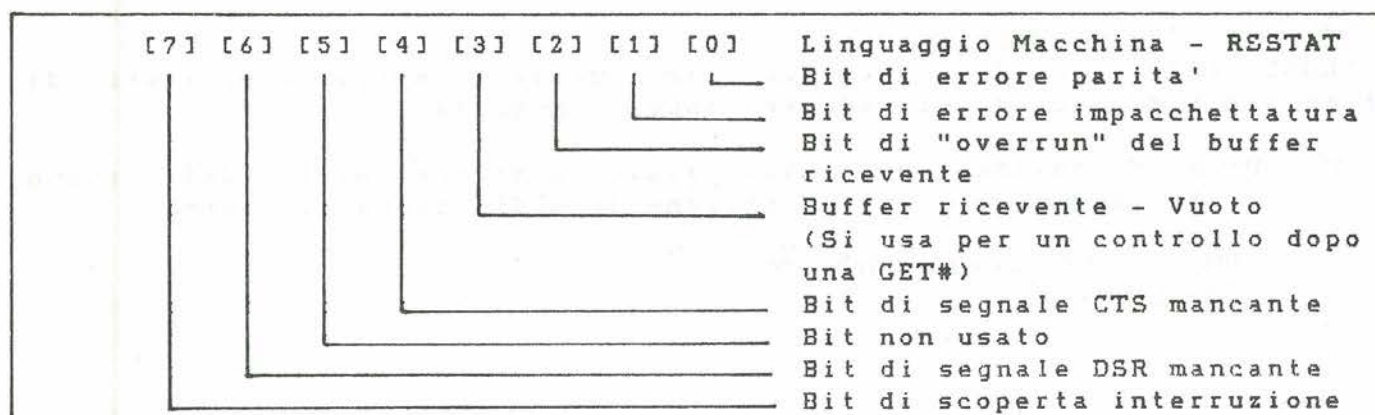 [7] [6] [5] [4] [3] [2] [1] [0] Linguaggio Macchina - RSSTAT
Bit di errore parita'
Bit di errore impacchettatura
Bit di "overrun" del buffer
ricevente
Buffer ricevente - Vuoto
(Si usa per un controllo dopo
una GET#)
Bit di segnale CTS mancante
Bit non usato
Bit di segnale DSR mancante
Bit di scoperta interruzione